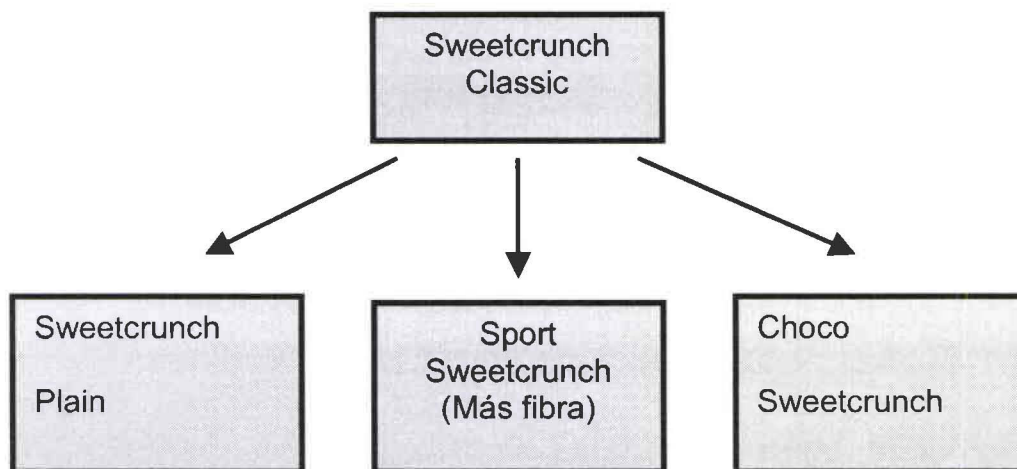 Sweetcrunch
Classic
Sweetcrunch
Plain
Sport
Sweetcrunch
(Más fibra)
Choco
Sweetcrunch